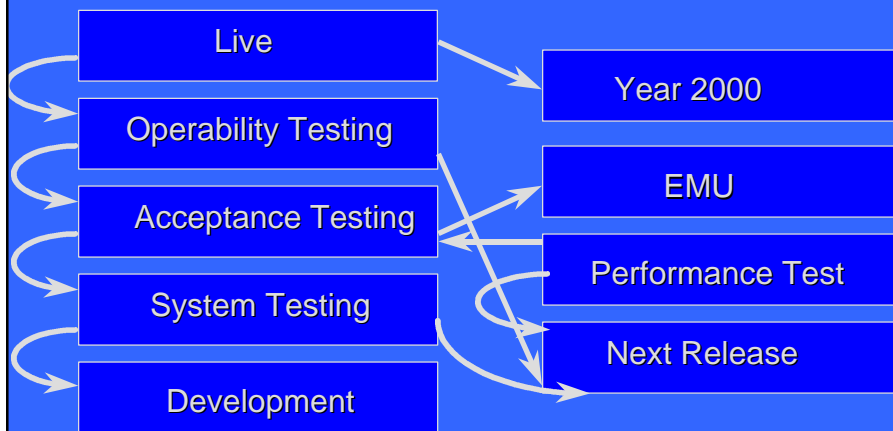 Live
Operability Testing
Acceptance Testing
System Testing
Development
Year 2000
EMU
Performance Test
Next Release